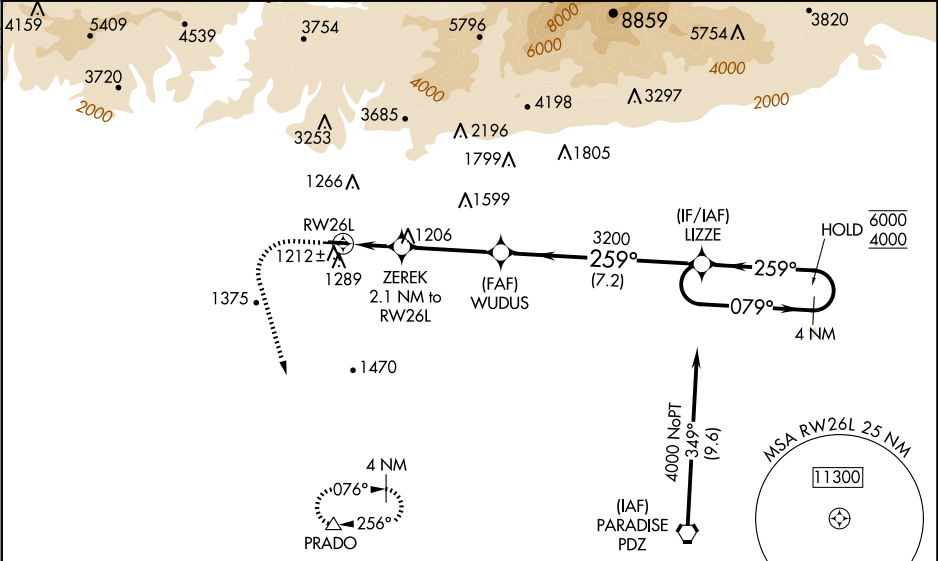 4159
5409
4539
3754
5796
8000
8859
3820
5754
6000
4000
3720
2000
4000
3685
4198
3297
2000
3253
2196
1799
1805
1266
1599
RW26L
1206
1212±
1289
ZEREK
2.1 NM to
RW26L
(FAF)
WUDUS
3200
259°
(7.2)
(IF/IAF)
LIZZE
HOLD
6000
4000
259°
079°
4 NM
1375
1470
4000 NoPT
349°
(9.6)
4 NM
076°
256°
PRADO
(IAF)
PARADISE
PDZ
MSA RW26L 25 NM
11300